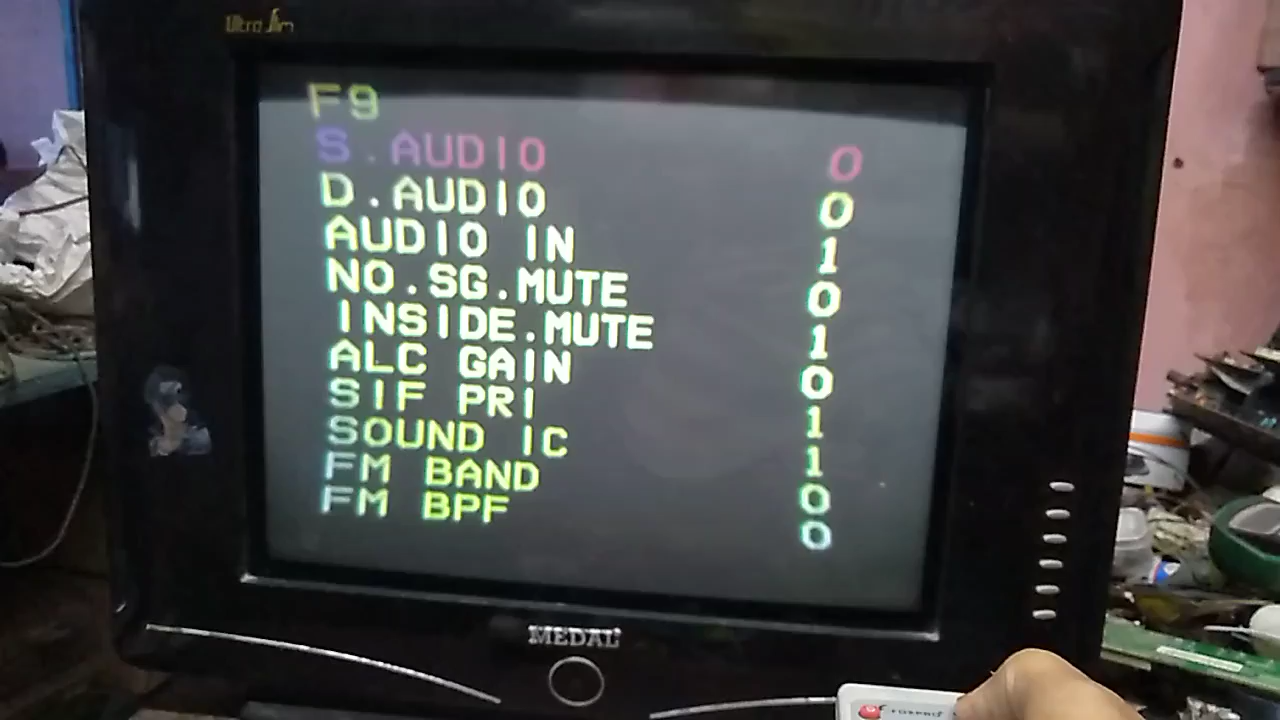 Ultra Slim
F9
S.AUDIO 0
D.AUDIO 0
AUDIO IN 1
NO.SG.MUTE 0
INSIDE.MUTE 1
ALC GAIN 0
SIF PRI 1
SOUND IC 1
FM BAND 0
FM BPF 0
MEDAL